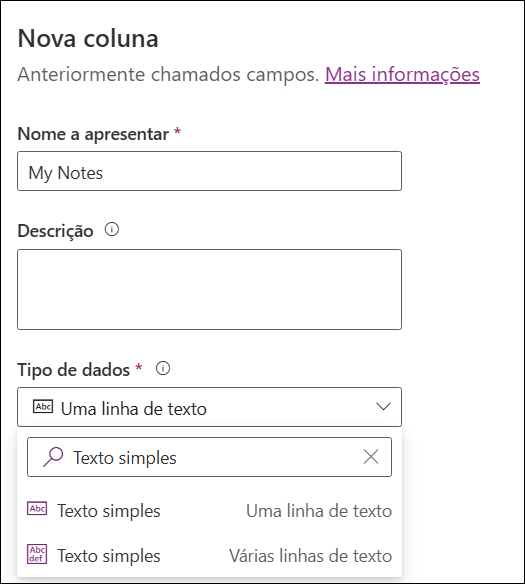 Nova coluna
Anteriormente chamados campos. Mais informações
Nome a apresentar *
My Notes
Descrição
Tipo de dados *
Abc Uma linha de texto
Texto simples
Abc Texto simples Uma linha de texto
Abc def Texto simples Várias linhas de texto